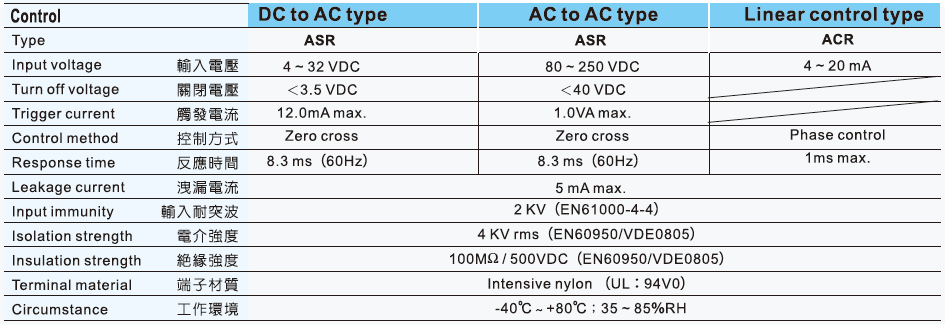 Control DC to AC type AC to AC type Linear control type
Type ASR ASR ACR
Input voltage 輸入電壓 4～32 VDC 80～250 VDC 4～20 mA
Turn off voltage 關閉電壓 ＜3.5 VDC ＜40 VDC
Trigger current 觸發電流 12.0mA max. 1.0VA max.
Control method 控制方式 Zero cross Zero cross Phase control
Response time 反應時間 8.3 ms（60Hz） 8.3 ms（60Hz） 1ms max.
Leakage current 洩漏電流 5 mA max.
Input immunity 輸入耐突波 2 KV（EN61000-4-4）
Isolation strength 電介強度 4 KV rms（EN60950/VDE0805）
Insulation strength 絶緣強度 100MΩ / 500VDC（EN60950/VDE0805）
Terminal material 端子材質 Intensive nylon （UL：94V0）
Circumstance 工作環境 -40℃ ~ +80℃；35～85%RH